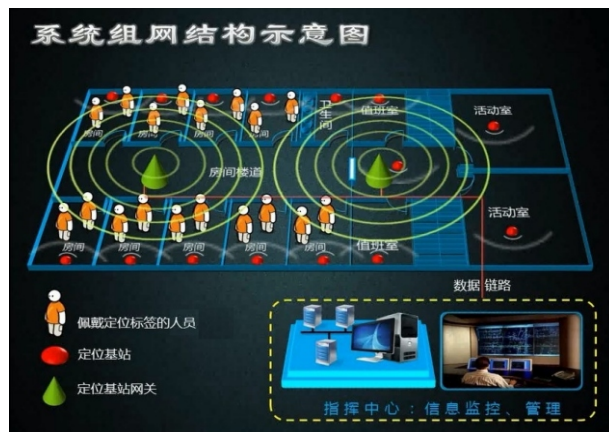 系统组网结构示意图
卫生间
值班室
活动室
房间
房间
房间
房间
房间
房间楼道
活动室
房间
房间
房间
房间
房间
值班室
数据链路
佩戴定位标签的人员
定位基站
定位基站网关
指挥中心：信息监控、管理